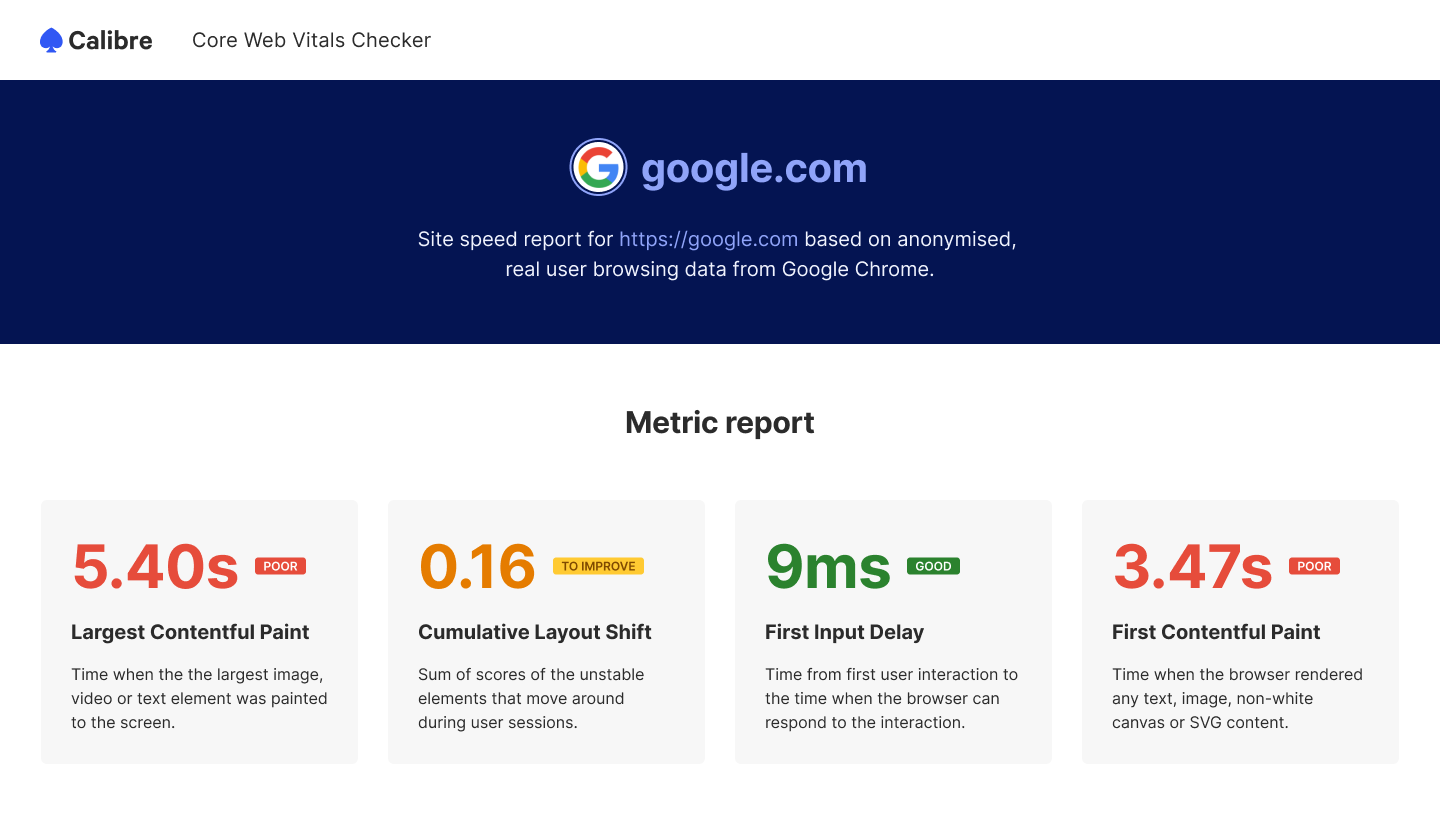 Calibre Core Web Vitals Checker
google.com
Site speed report for https://google.com based on anonymised,
real user browsing data from Google Chrome.
Metric report
5.40s POOR
Largest Contentful Paint
Time when the the largest image,
video or text element was painted
to the screen.
0.16 TO IMPROVE
Cumulative Layout Shift
Sum of scores of the unstable
elements that move around
during user sessions.
9ms GOOD
First Input Delay
Time from first user interaction to
the time when the browser can
respond to the interaction.
3.47s POOR
First Contentful Paint
Time when the browser rendered
any text, image, non-white
canvas or SVG content.